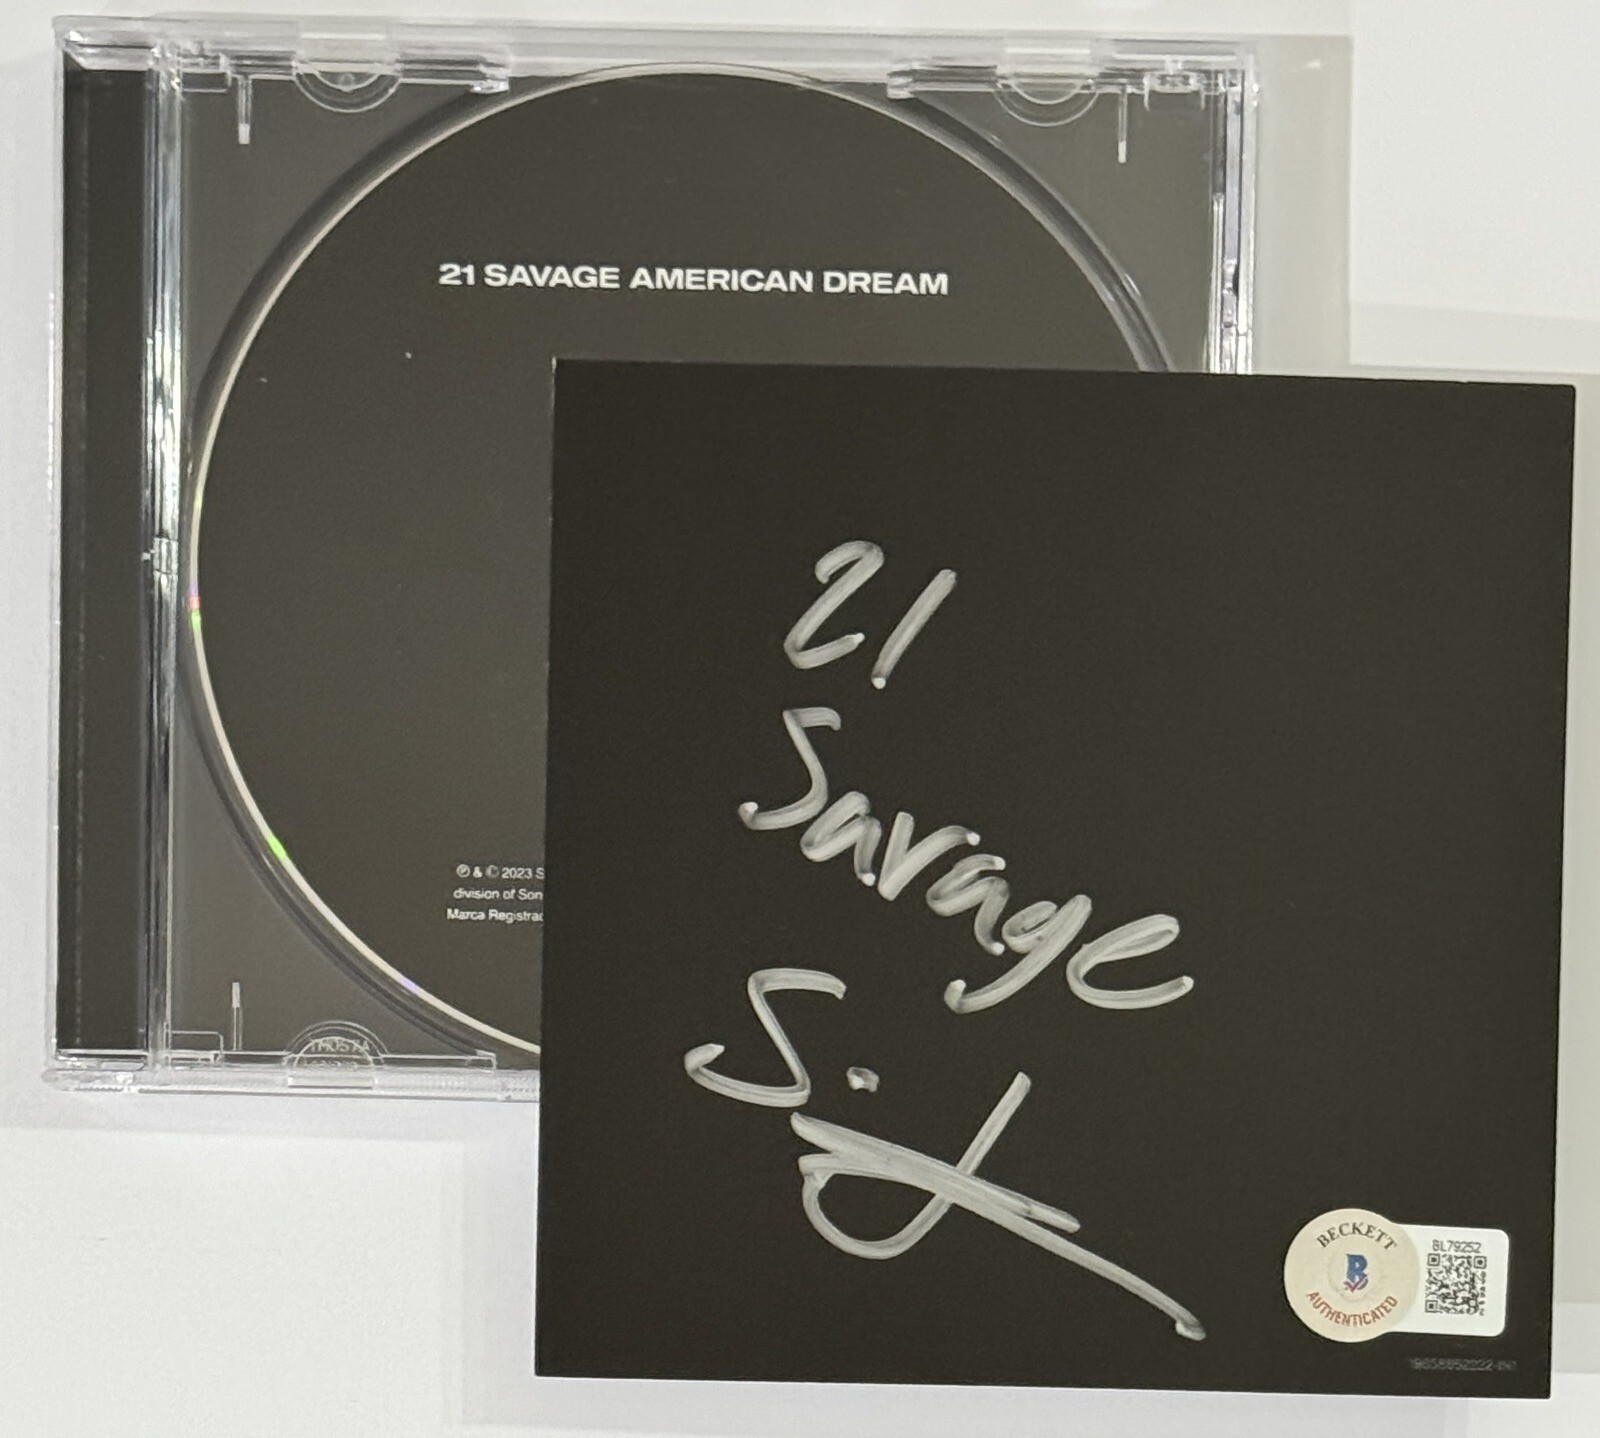 21 SAVAGE AMERICAN DREAM
℗ & © 2023 S
division of Son
Marca Registrad
21
Savage
BECKETT
B
AUTHENTICATED
BL79252